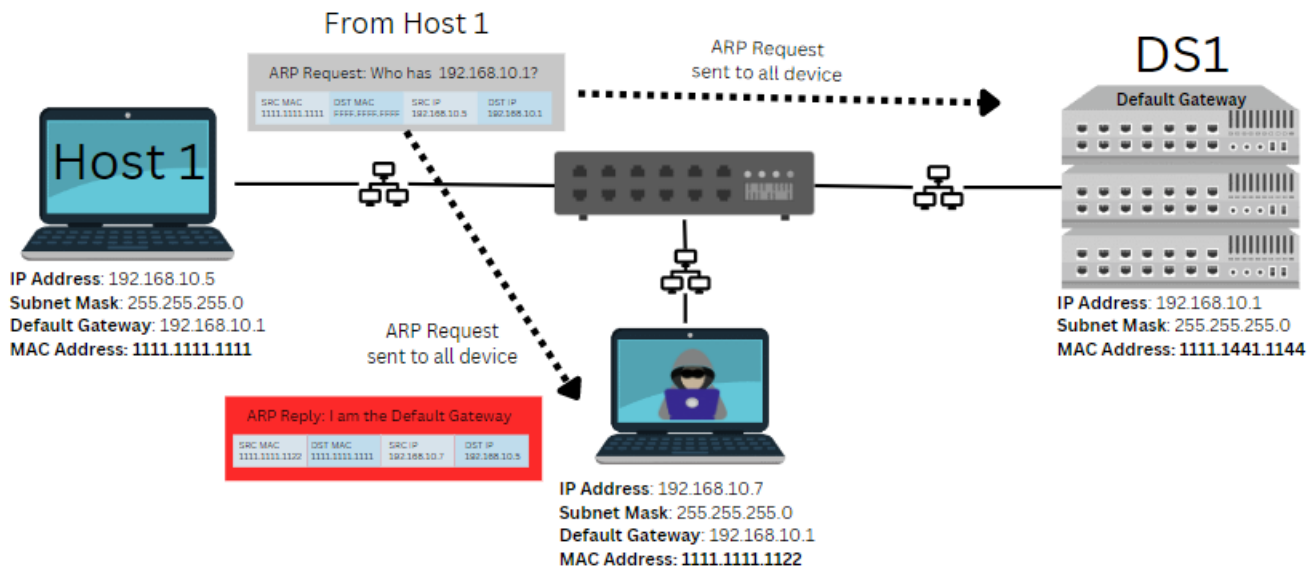 From Host 1
ARP Request: Who has 192.168.10.1?
SRC MAC DST MAC SRC IP DST IP
1111.1111.1111 FFFF.FFFF.FFFF 192.168.10.5 192.168.10.1
ARP Request
sent to all device
DS1
Default Gateway
Host 1
IP Address: 192.168.10.5
Subnet Mask: 255.255.255.0
Default Gateway: 192.168.10.1
MAC Address: 1111.1111.1111
IP Address: 192.168.10.1
Subnet Mask: 255.255.255.0
MAC Address: 1111.1441.1144
ARP Request
sent to all device
ARP Reply: I am the Default Gateway
SRC MAC DST MAC SRC IP DST IP
1111.1111.1122 1111.1111.1111 192.168.10.7 192.168.10.5
IP Address: 192.168.10.7
Subnet Mask: 255.255.255.0
Default Gateway: 192.168.10.1
MAC Address: 1111.1111.1122